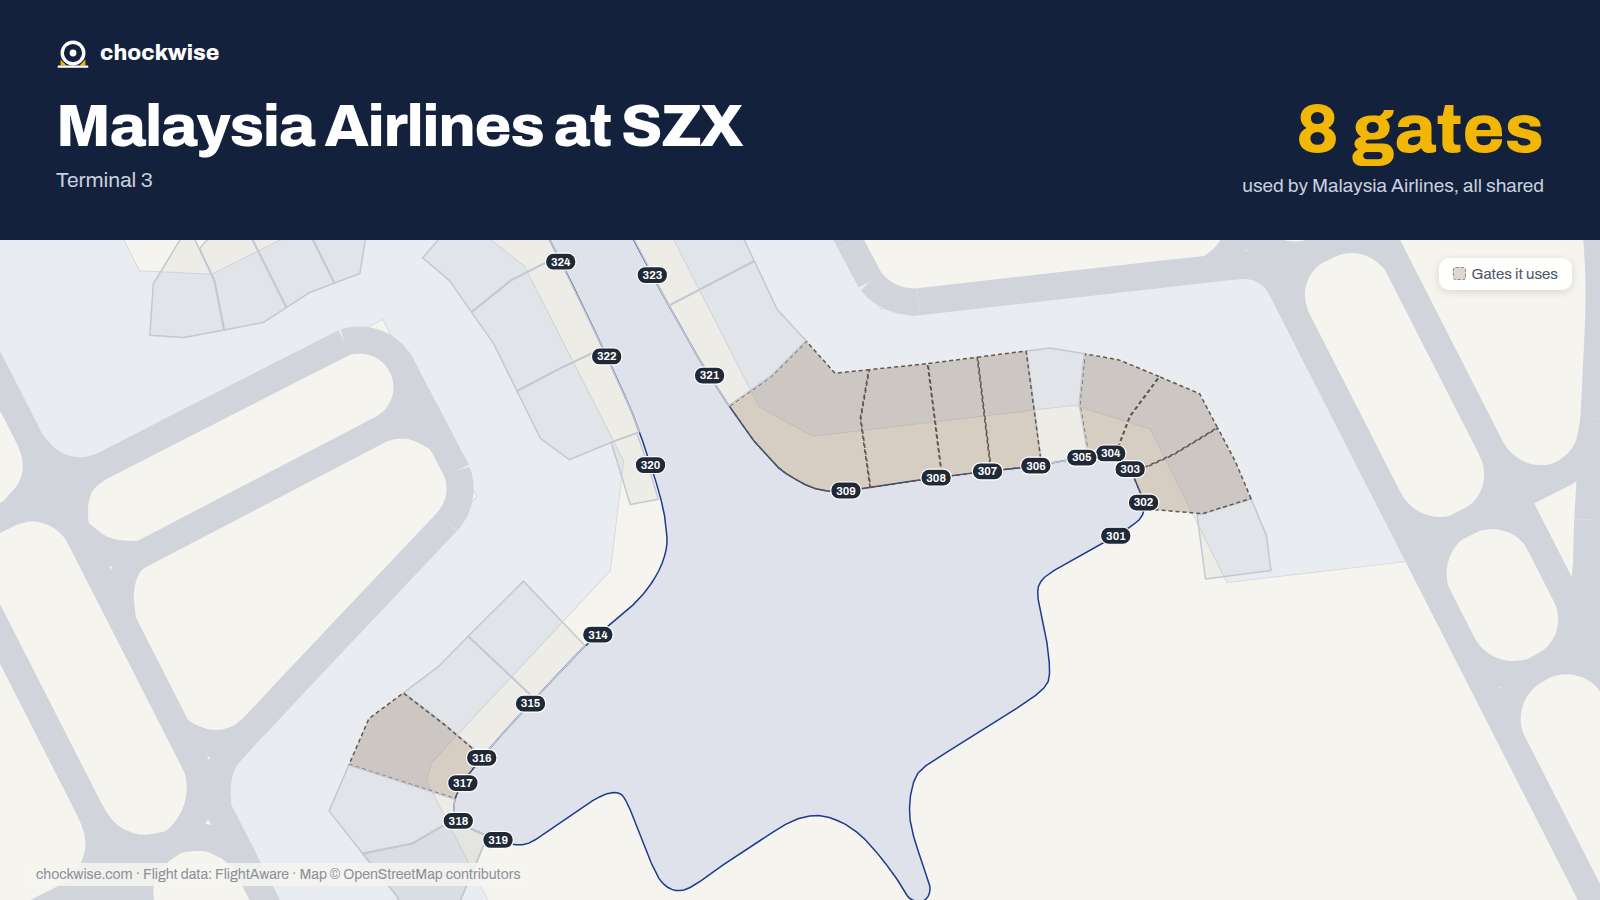 chockwise
Malaysia Airlines at SZX
Terminal 3
8 gates
used by Malaysia Airlines, all shared
Gates it uses
324
323
322
321
320
309
308
307
306
305
304
303
302
301
314
315
316
317
318
319
chockwise.com · Flight data: FlightAware · Map © OpenStreetMap contributors